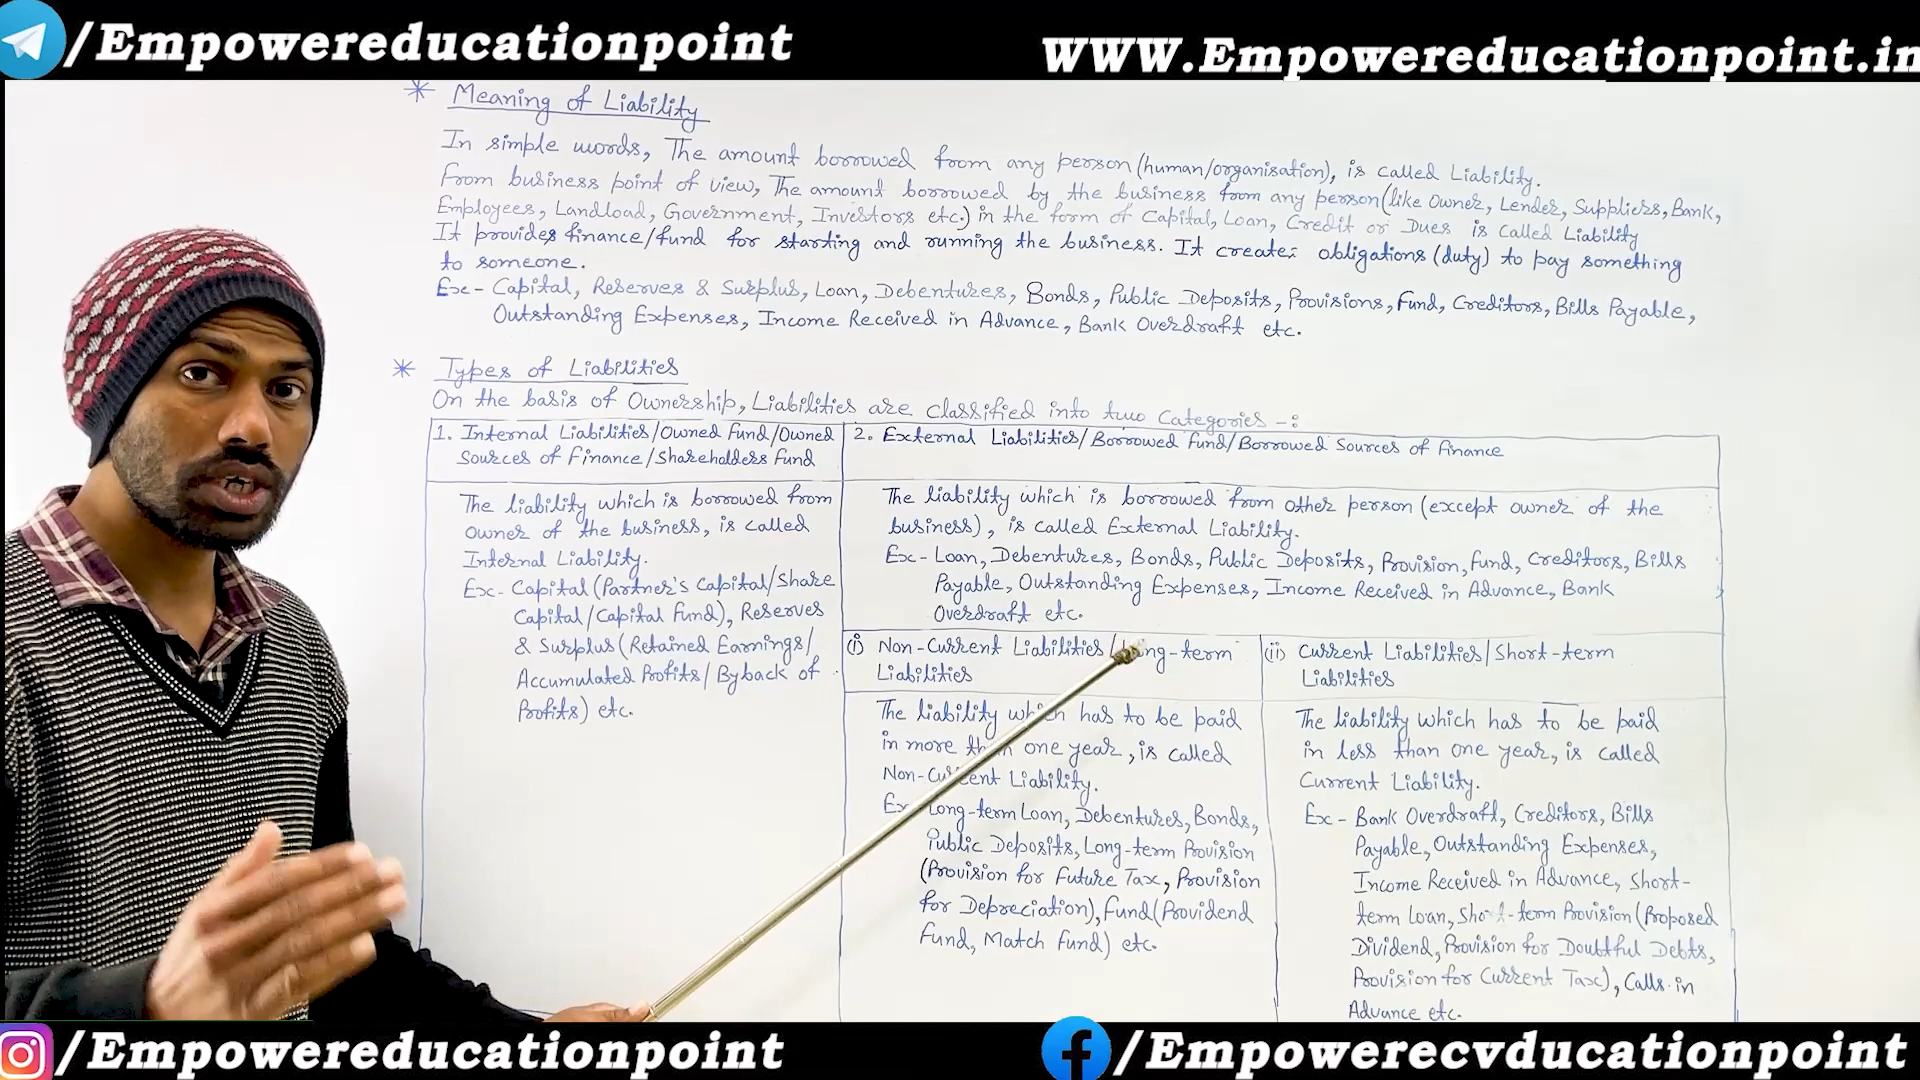 /Empowereducationpoint
WWW.Empowereducationpoint.in
* Meaning of Liability
In simple words, The amount borrowed from any person (human/organisation), is called Liability.
From business point of view, The amount borrowed by the business from any person (like Owner, Lender, Suppliers, Bank,
Employees, Landload, Government, Investors etc.) in the form of Capital, Loan, Credit or Dues is called Liability
It provides finance/fund for starting and running the business. It creates obligations (duty) to pay something
to someone.
Ex- Capital, Reserves & Surplus, Loan, Debentures, Bonds, Public Deposits, Provisions, Fund, Creditors, Bills Payable,
Outstanding Expenses, Income Received in Advance, Bank Overdraft etc.
* Types of Liabilities
On the basis of Ownership, Liabilities are classified into two Categories -:
1. Internal Liabilities/Owned Fund/Owned
Sources of Finance/Shareholders Fund
The liability which is borrowed from
owner of the business, is called
Internal Liability.
Ex- Capital (Partner's Capital/Share
Capital/Capital Fund), Reserves
& Surplus (Retained Earnings/
Accumulated Profits/Byback of
Profits) etc.
2. External Liabilities/Borrowed Fund/Borrowed Sources of Finance
The liability which is borrowed from other person (except owner of the
business), is called External Liability.
Ex- Loan, Debentures, Bonds, Public Deposits, Provision, Fund, Creditors, Bills
Payable, Outstanding Expenses, Income Received in Advance, Bank
Overdraft etc.
(i) Non-Current Liabilities/Long-term
Liabilities
The liability which has to be paid
in more than one year, is called
Non-Current Liability.
Ex- Long-term Loan, Debentures, Bonds,
Public Deposits, Long-term Provision
(Provision for Future Tax, Provision
for Depreciation), Fund (Providend
Fund, Match Fund) etc.
(ii) Current Liabilities/Short-term
Liabilities
The liability which has to be paid
in less than one year, is called
Current Liability.
Ex- Bank Overdraft, Creditors, Bills
Payable, Outstanding Expenses,
Income Received in Advance, Short-
term Loan, Short-term Provision (Proposed
Dividend, Provision for Doubtful Debts,
Provision for Current Tax), Calls-in
Advance etc.
/Empowereducationpoint
/Empowerecvducationpoint